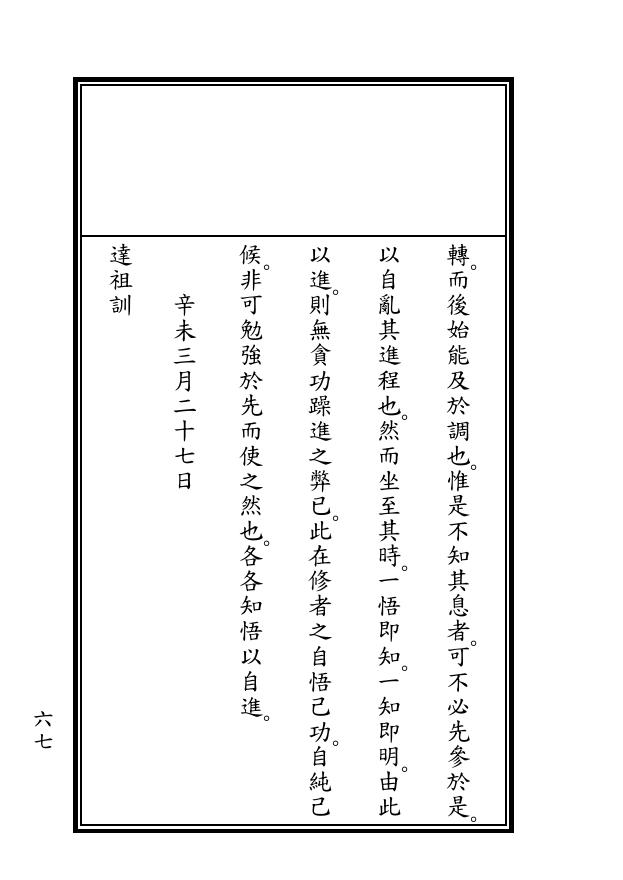 轉。而後始能及於調也。惟是不知其息者。可不必先參於是。
以自亂其進程也。然而坐至其時。一悟即知。一知即明。由此
以進。則無貪功躁進之弊已。此在修者之自悟己功。自純己
候。非可勉強於先而使之然也。各各知悟以自進。
辛未三月二十七日
達祖訓
六七